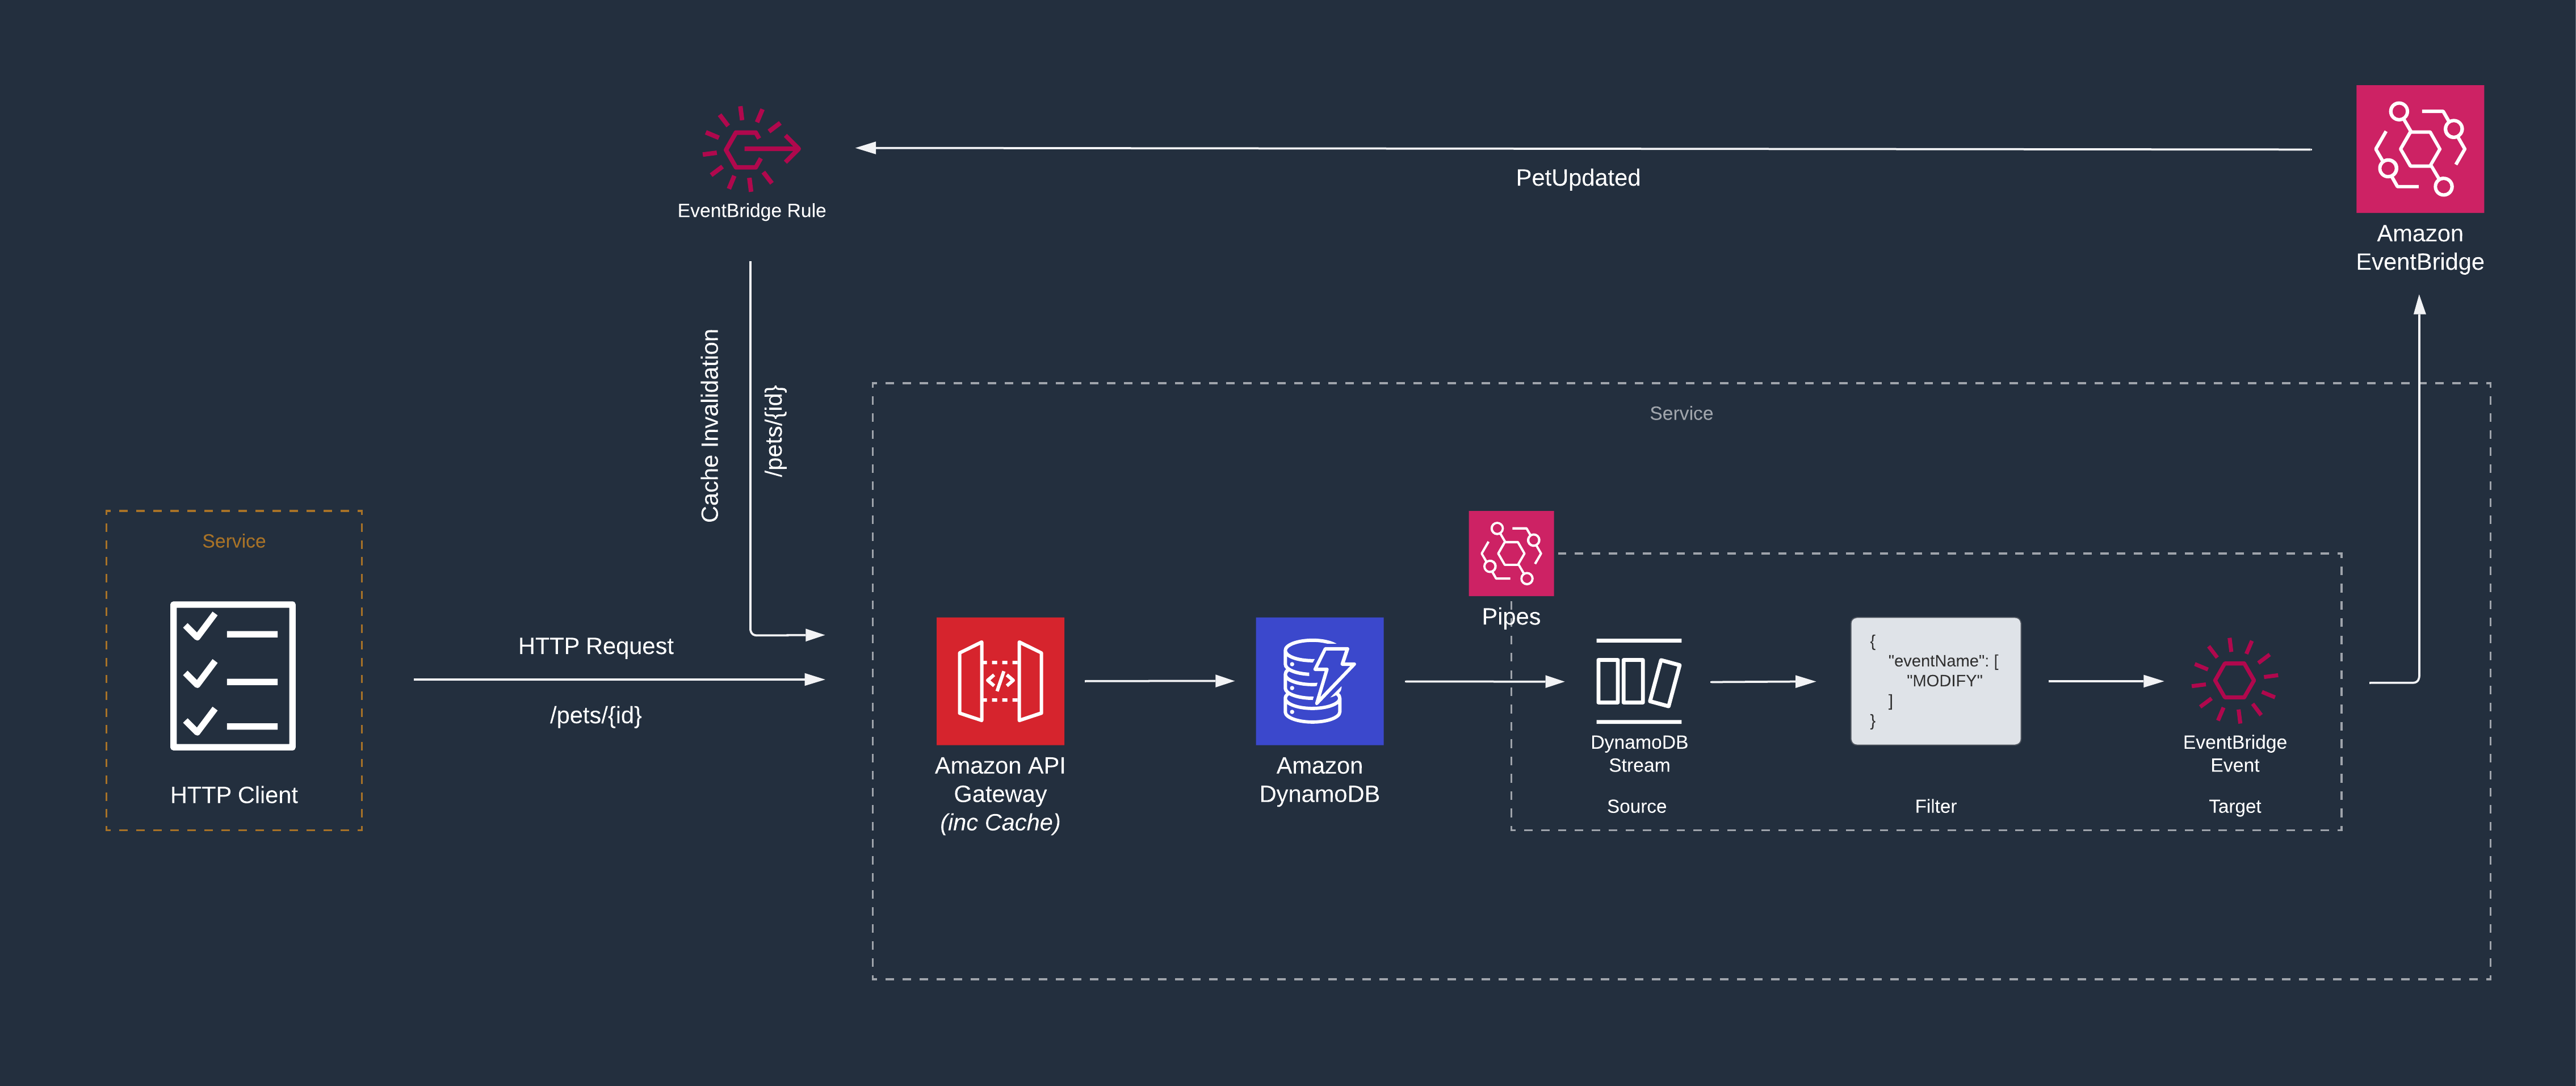 EventBridge Rule
PetUpdated
Amazon
EventBridge
Cache Invalidation
/pets/{id}
Service
Service
HTTP Client
HTTP Request
/pets/{id}
Amazon API
Gateway
(inc Cache)
Amazon
DynamoDB
Pipes
DynamoDB
Stream
Source
{
"eventName": [
"MODIFY"
]
}
Filter
EventBridge
Event
Target